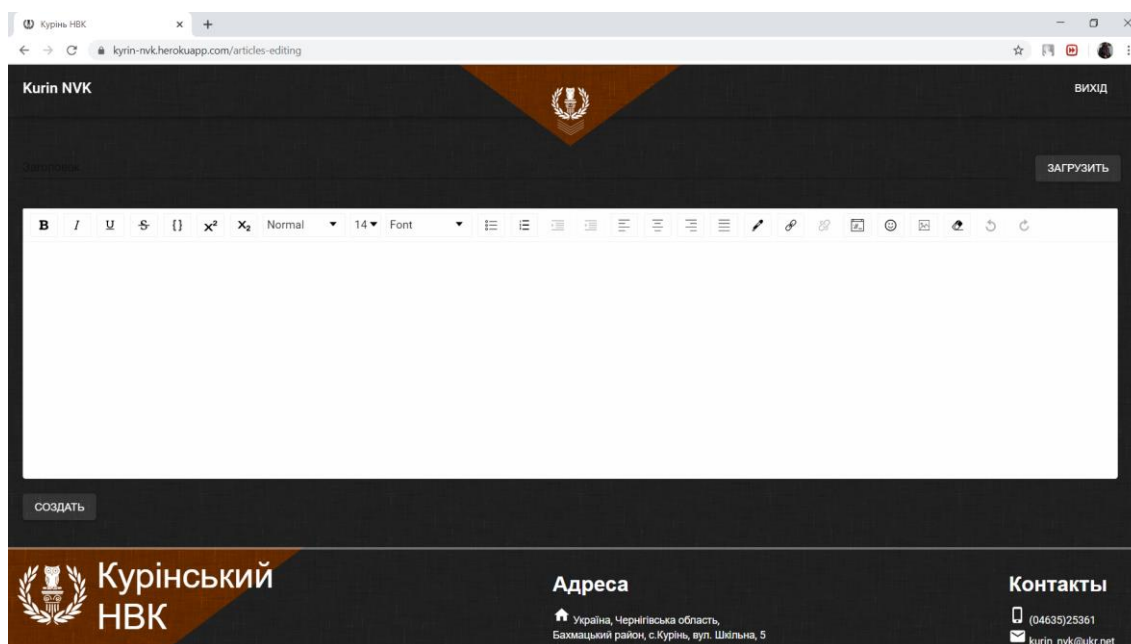 Курінь НВК
kyrin-nvk.herokuapp.com/articles-editing
Kurin NVK
ВИХІД
Заголовок
ЗАГРУЗИТЬ
B I U S {} x² x₂ Normal 14 Font
СОЗДАТЬ
Курінський
НВК
Адреса
Україна, Чернігівська область,
Бахмацький район, с.Курінь, вул. Шкільна, 5
Контакты
(04635)25361
kurin_nvk@ukr.net